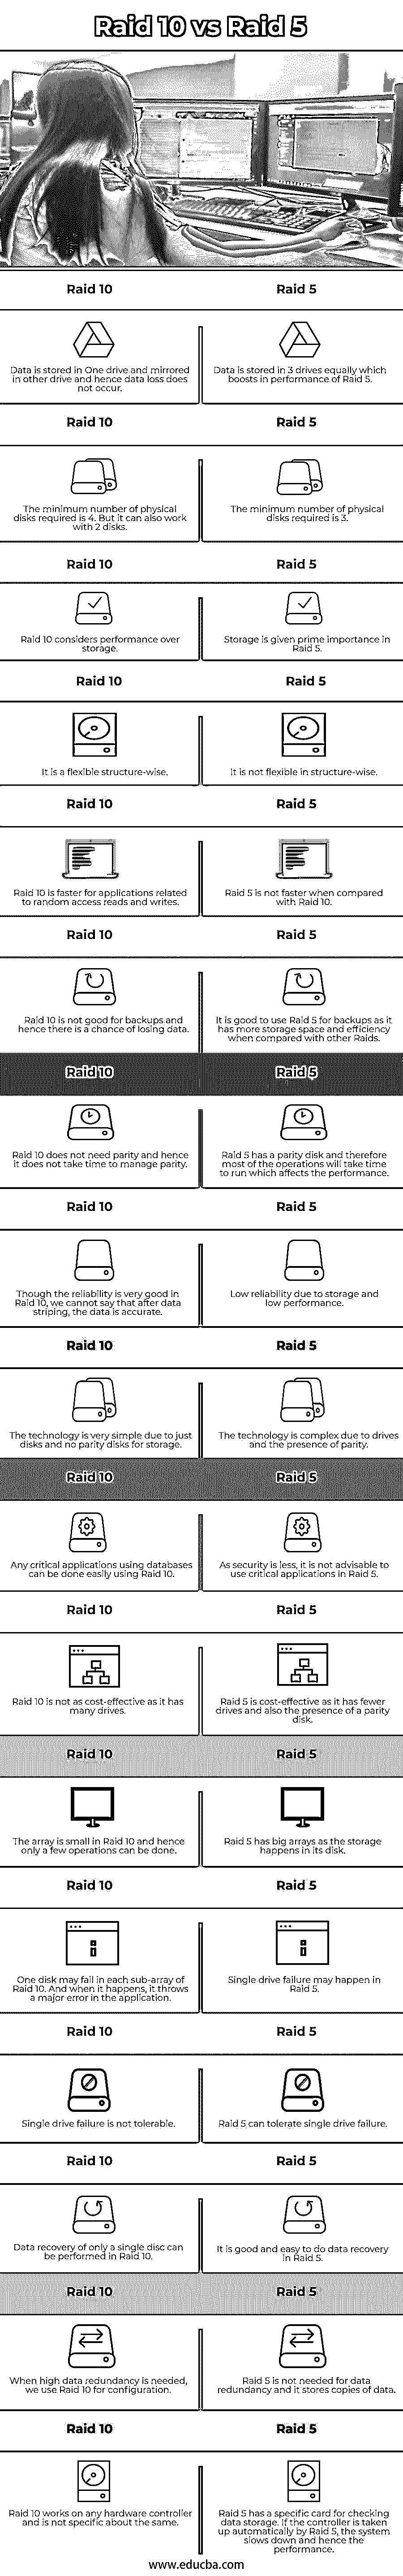 Raid 10 vs Raid 5
Raid 10
Raid 5
Data is stored in One drive and mirrored
in other drive and hence data loss does
not occur.
Data is stored in 3 drives equally which
boosts in performance of Raid 5.
Raid 10
Raid 5
The minimum number of physical
disks required is 4. But it can also work
with 2 disks.
The minimum number of physical
disks required is 3.
Raid 10
Raid 5
Raid 10 considers performance over
storage.
Storage is given prime importance in
Raid 5.
Raid 10
Raid 5
It is a flexible structure-wise.
It is not flexible in structure-wise.
Raid 10
Raid 5
Raid 10 is faster for applications related
to random access reads and writes.
Raid 5 is not faster when compared
with Raid 10.
Raid 10
Raid 5
Raid 10 is not good for backups and
hence there is a chance of losing data.
It is good to use Raid 5 for backups as it
has more storage space and efficiency
when compared with other Raids.
Raid 10
Raid 5
Raid 10 does not need parity and hence
it does not take time to manage parity.
Raid 5 has a parity disk and therefore
most of the operations will take time
to run which affects the performance.
Raid 10
Raid 5
Though the reliability is very good in
Raid 10, we cannot say that after data
striping, the data is accurate.
Low reliability due to storage and
low performance.
Raid 10
Raid 5
The technology is very simple due to just
disks and no parity disks for storage.
The technology is complex due to drives
and the presence of parity.
Raid 10
Raid 5
Any critical applications using databases
can be done easily using Raid 10.
As security is less, it is not advisable to
use critical applications in Raid 5.
Raid 10
Raid 5
Raid 10 is not as cost-effective as it has
many drives.
Raid 5 is cost-effective as it has fewer
drives and also the presence of a parity
disk.
Raid 10
Raid 5
The array is small in Raid 10 and hence
only a few operations can be done.
Raid 5 has big arrays as the storage
happens in its disk.
Raid 10
Raid 5
One disk may fail in each sub-array of
Raid 10. And when it happens, it throws
a major error in the application.
Single drive failure may happen in
Raid 5.
Raid 10
Raid 5
Single drive failure is not tolerable.
Raid 5 can tolerate single drive failure.
Raid 10
Raid 5
Data recovery of only a single disc can
be performed in Raid 10.
It is good and easy to do data recovery
in Raid 5.
Raid 10
Raid 5
When high data redundancy is needed,
we use Raid 10 for configuration.
Raid 5 is not needed for data
redundancy and it stores copies of data.
Raid 10
Raid 5
Raid 10 works on any hardware controller
and is not specific about the same.
Raid 5 has a specific card for checking
data storage. If the controller is taken
up automatically by Raid 5, the system
slows down and hence the
performance.
www.educba.com